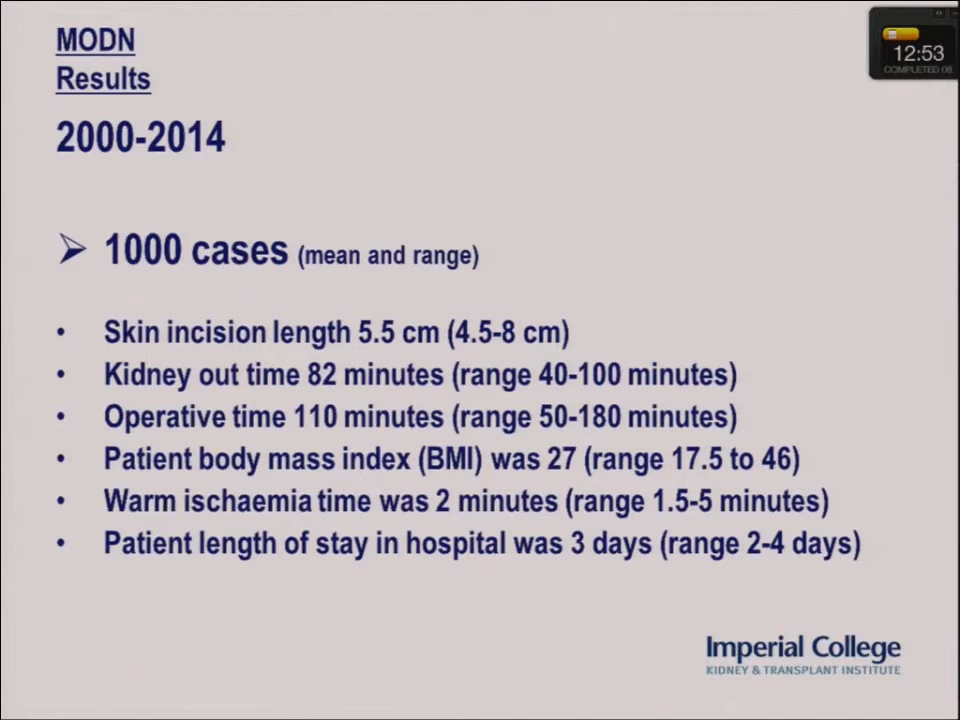 MODN
Results
2000-2014
12:53
COMPLETED 08
➢ 1000 cases (mean and range)
• Skin incision length 5.5 cm (4.5-8 cm)
• Kidney out time 82 minutes (range 40-100 minutes)
• Operative time 110 minutes (range 50-180 minutes)
• Patient body mass index (BMI) was 27 (range 17.5 to 46)
• Warm ischaemia time was 2 minutes (range 1.5-5 minutes)
• Patient length of stay in hospital was 3 days (range 2-4 days)
Imperial College
KIDNEY & TRANSPLANT INSTITUTE